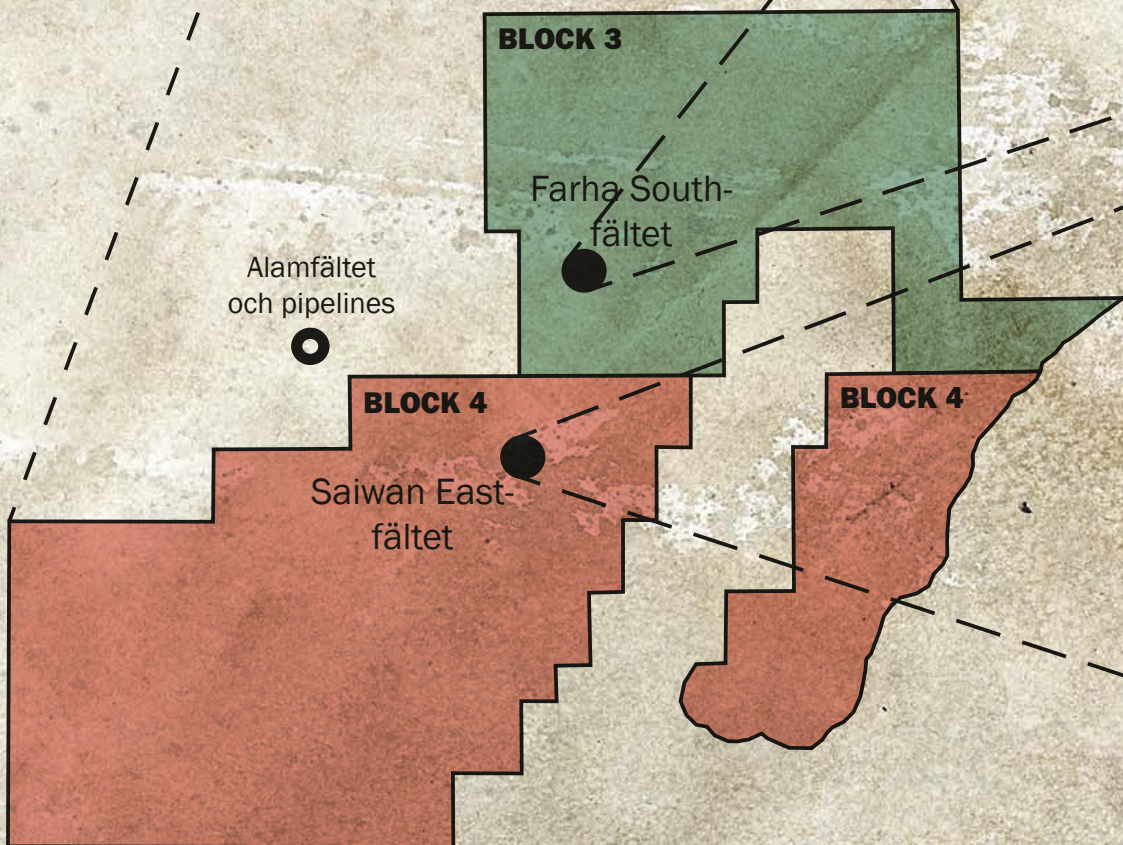 BLOCK 3
Farha South-
fältet
Alamfältet
och pipelines
BLOCK 4
BLOCK 4
Saiwan East-
fältet